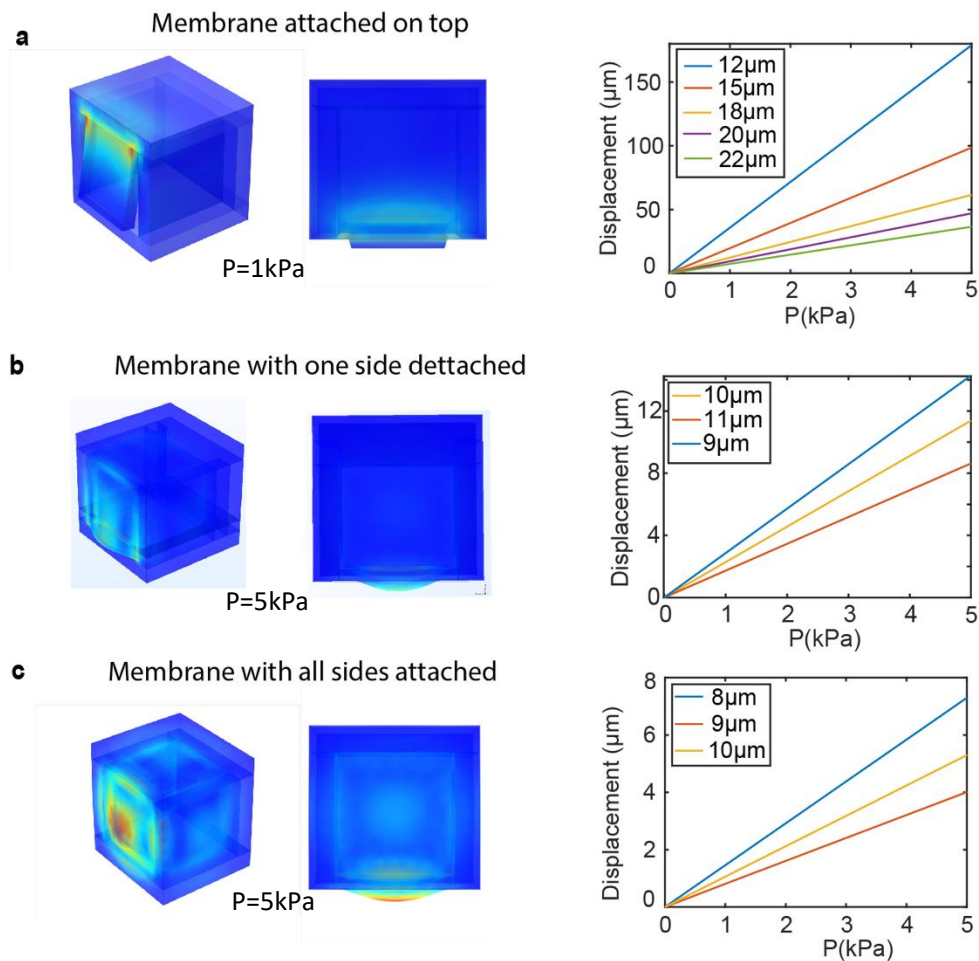 a
Membrane attached on top
P=1kPa
Displacement (µm)
150
100
50
0
12µm
15µm
18µm
20µm
22µm
0 1 2 3 4 5
P(kPa)
b
Membrane with one side dettached
P=5kPa
Displacement (µm)
12
8
4
0
10µm
11µm
9µm
0 1 2 3 4 5
P(kPa)
c
Membrane with all sides attached
P=5kPa
Displacement (µm)
8
6
4
2
0
8µm
9µm
10µm
0 1 2 3 4 5
P(kPa)